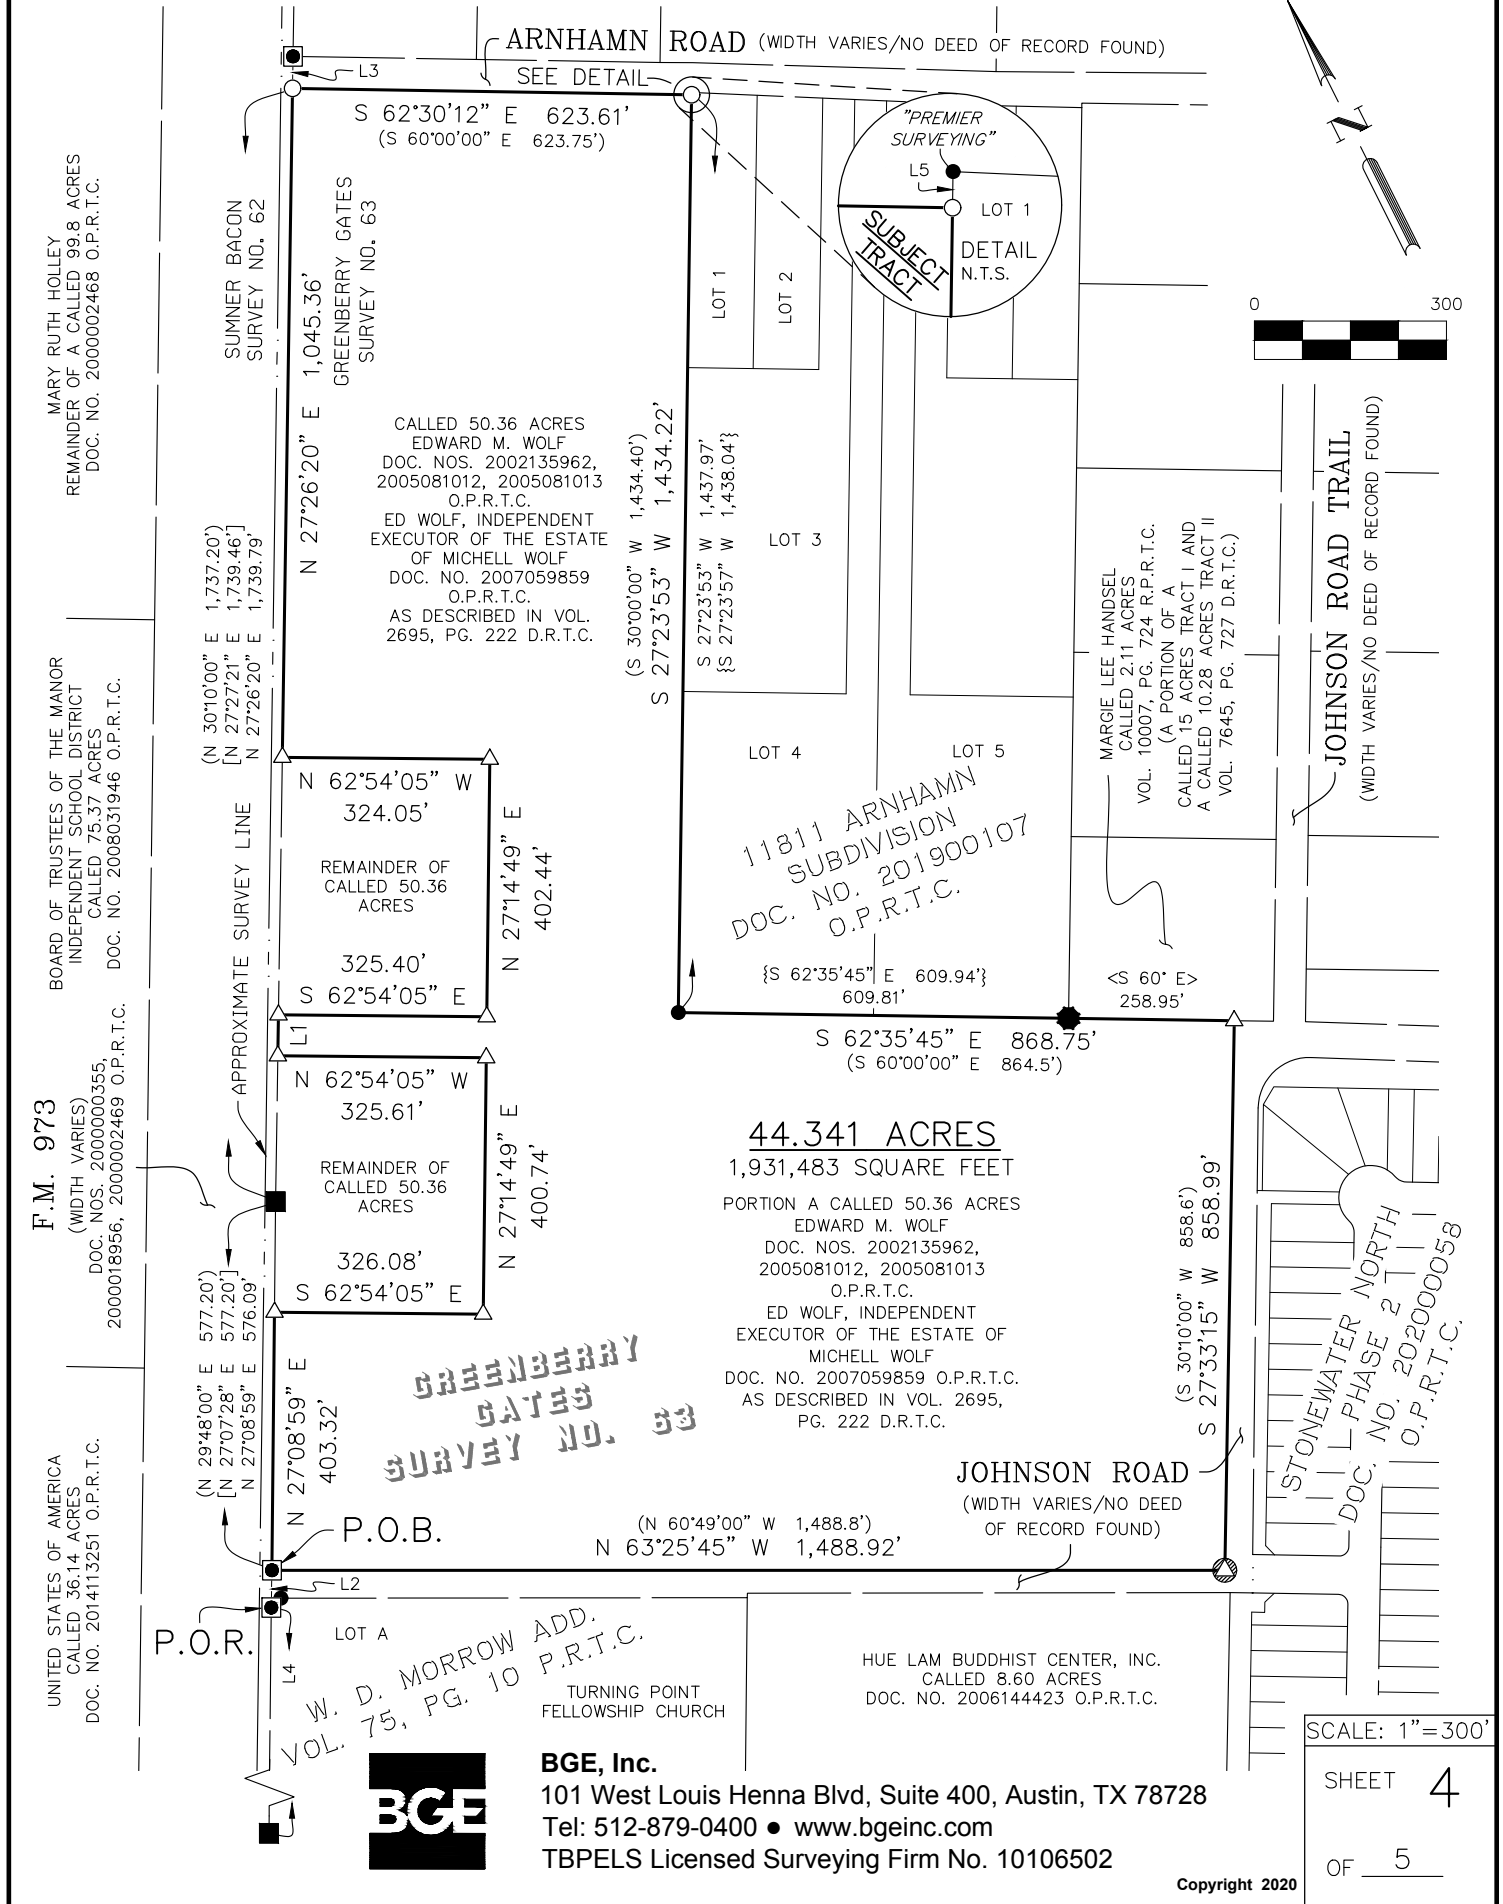 ARNHAMN ROAD (WIDTH VARIES/NO DEED OF RECORD FOUND)
L3
SEE DETAIL
S 62°30'12" E 623.61'
(S 60°00'00" E 623.75')
"PREMIER
SURVEYING"
L5
LOT 1
SUBJECT
TRACT
DETAIL
N.T.S.
N
0 300
MARY RUTH HOLLEY
REMAINDER OF A CALLED 99.8 ACRES
DOC. NO. 2000002468 O.P.R.T.C.
SUMNER BACON
SURVEY NO. 62
N 27°26'20" E 1,045.36'
GREENBERRY GATES
SURVEY NO. 63
LOT 1
LOT 2
CALLED 50.36 ACRES
EDWARD M. WOLF
DOC. NOS. 2002135962,
2005081012, 2005081013
O.P.R.T.C.
ED WOLF, INDEPENDENT
EXECUTOR OF THE ESTATE
OF MICHELL WOLF
DOC. NO. 2007059859
O.P.R.T.C.
AS DESCRIBED IN VOL.
2695, PG. 222 D.R.T.C.
(S 30°00'00" W 1,434.40')
S 27°23'53" W 1,434.22'
S 27°23'53" W 1,437.97'
{S 27°23'57" W 1,438.04'}
LOT 3
JOHNSON ROAD TRAIL
(WIDTH VARIES/NO DEED OF RECORD FOUND)
(N 30°10'00" E 1,737.20')
[N 27°27'21" E 1,739.46']
N 27°26'20" E 1,739.79'
MARGIE LEE HANDSEL
CALLED 2.11 ACRES
VOL. 10007, PG. 724 R.P.R.T.C.
(A PORTION OF A
CALLED 15 ACRES TRACT I AND
A CALLED 10.28 ACRES TRACT II
VOL. 7645, PG. 727 D.R.T.C.)
BOARD OF TRUSTEES OF THE MANOR
INDEPENDENT SCHOOL DISTRICT
CALLED 75.37 ACRES
DOC. NO. 2008031946 O.P.R.T.C.
LOT 4
LOT 5
11811 ARNHAMN
SUBDIVISION
DOC. NO. 201900107
O.P.R.T.C.
N 62°54'05" W
324.05'
REMAINDER OF
CALLED 50.36
ACRES
325.40'
S 62°54'05" E
N 27°14'49" E
402.44'
APPROXIMATE SURVEY LINE
L1
{S 62°35'45" E 609.94'}
609.81'
<S 60° E>
258.95'
S 62°35'45" E 868.75'
(S 60°00'00" E 864.5')
F.M. 973
(WIDTH VARIES)
DOC. NOS. 2000000355,
2000018956, 2000002469 O.P.R.T.C.
N 62°54'05" W
325.61'
REMAINDER OF
CALLED 50.36
ACRES
326.08'
S 62°54'05" E
N 27°14'49" E
400.74'
44.341 ACRES
1,931,483 SQUARE FEET
PORTION A CALLED 50.36 ACRES
EDWARD M. WOLF
DOC. NOS. 2002135962,
2005081012, 2005081013
O.P.R.T.C.
ED WOLF, INDEPENDENT
EXECUTOR OF THE ESTATE OF
MICHELL WOLF
DOC. NO. 2007059859 O.P.R.T.C.
AS DESCRIBED IN VOL. 2695,
PG. 222 D.R.T.C.
(S 30°10'00" W 858.6')
S 27°33'15" W 858.99'
STONEWATER NORTH
PHASE 2
DOC. NO. 202000058
O.P.R.T.C.
(N 29°48'00" E 577.20')
[N 27°07'28" E 577.20']
N 27°08'59" E 576.09'
N 27°08'59" E
403.32'
GREENBERRY
GATES
SURVEY NO. 63
JOHNSON ROAD
(WIDTH VARIES/NO DEED
OF RECORD FOUND)
UNITED STATES OF AMERICA
CALLED 36.14 ACRES
DOC. NO. 2014113251 O.P.R.T.C.
P.O.B.
(N 60°49'00" W 1,488.8')
N 63°25'45" W 1,488.92'
L2
P.O.R.
L4
LOT A
W. D. MORROW ADD.
VOL. 75, PG. 10 P.R.T.C.
TURNING POINT
FELLOWSHIP CHURCH
HUE LAM BUDDHIST CENTER, INC.
CALLED 8.60 ACRES
DOC. NO. 2006144423 O.P.R.T.C.
BGE
BGE, Inc.
101 West Louis Henna Blvd, Suite 400, Austin, TX 78728
Tel: 512-879-0400 ● www.bgeinc.com
TBPELS Licensed Surveying Firm No. 10106502
Copyright 2020
SCALE: 1"=300'
SHEET 4
OF 5